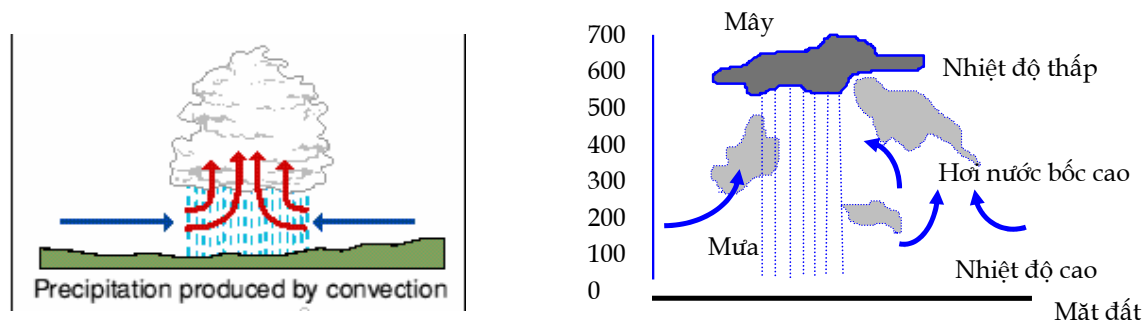 Precipitation produced by convection
Mây
700
600
500
400
300
200
100
0
Nhiệt độ thấp
Hơi nước bốc cao
Mưa
Nhiệt độ cao
Mặt đất